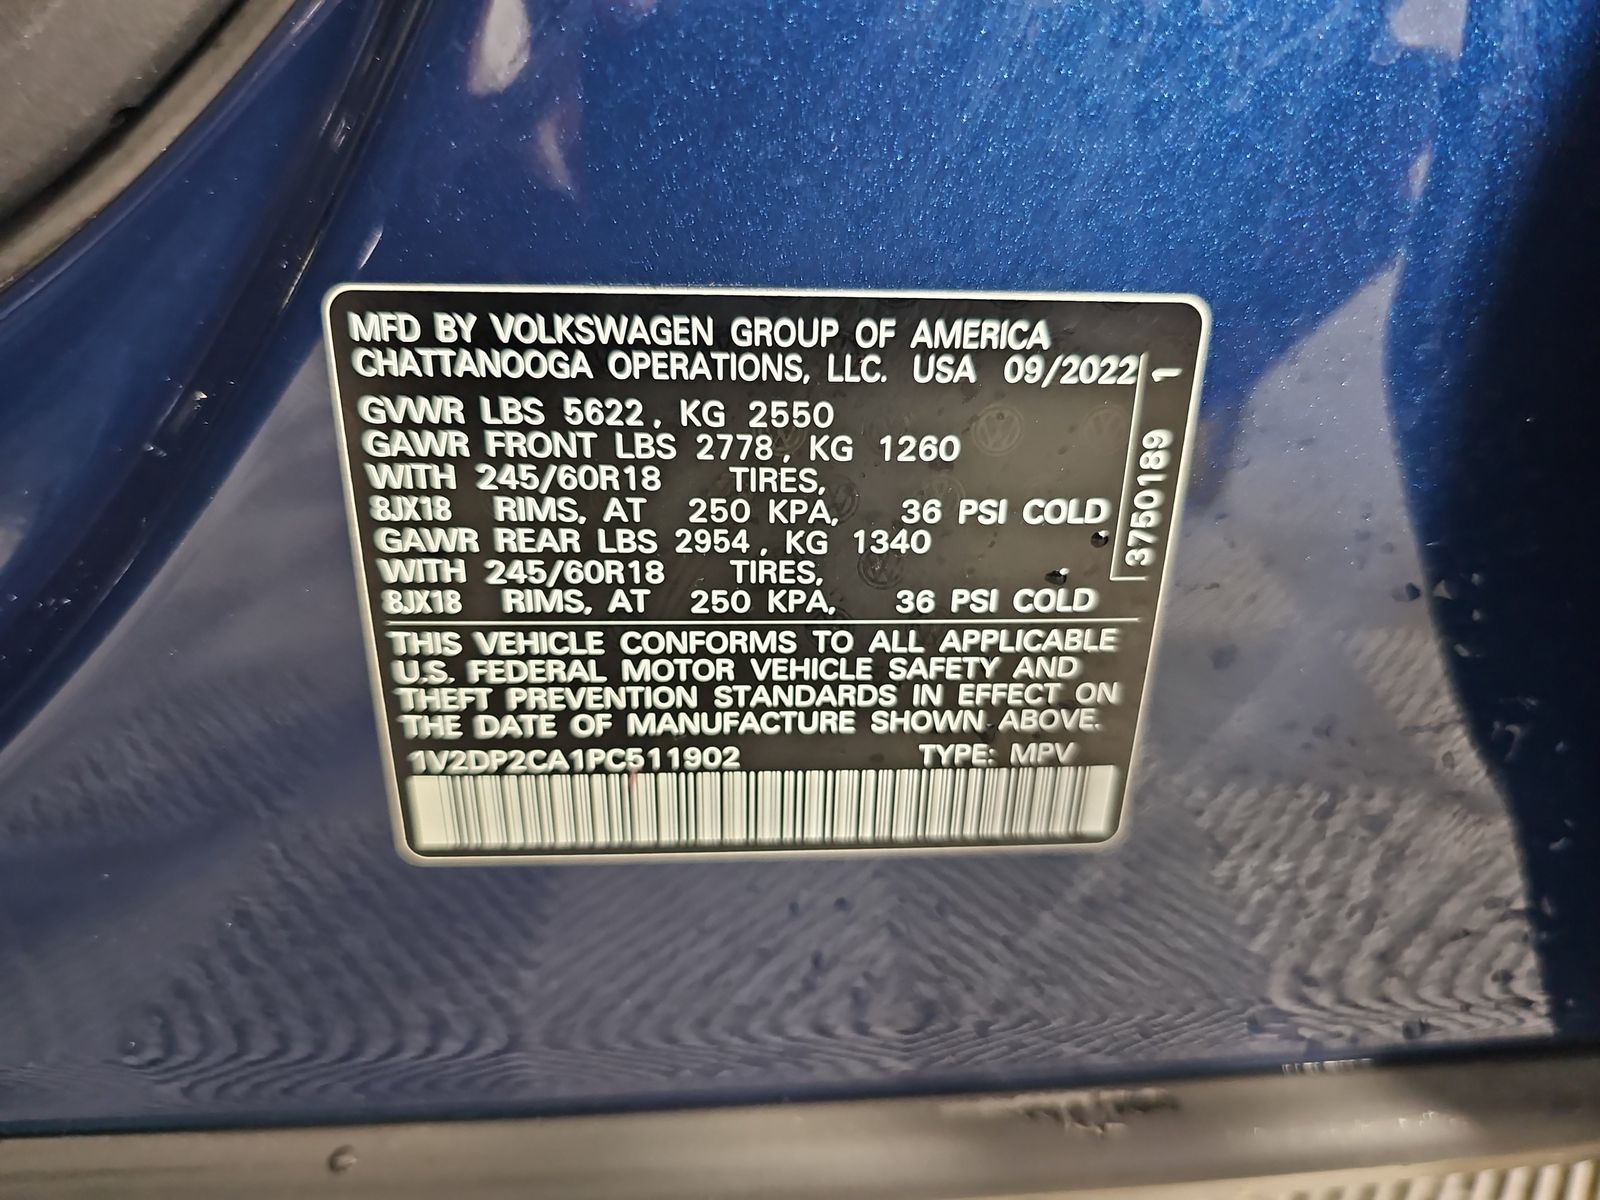 MFD BY VOLKSWAGEN GROUP OF AMERICA
CHATTANOOGA OPERATIONS, LLC. USA 09/2022
GVWR LBS 5622, KG 2550
GAWR FRONT LBS 2778, KG 1260
WITH 245/60R18 TIRES,
8JX18 RIMS, AT 250 KPA, 36 PSI COLD
GAWR REAR LBS 2954, KG 1340
WITH 245/60R18 TIRES,
8JX18 RIMS, AT 250 KPA, 36 PSI COLD
THIS VEHICLE CONFORMS TO ALL APPLICABLE
U.S. FEDERAL MOTOR VEHICLE SAFETY AND
THEFT PREVENTION STANDARDS IN EFFECT ON
THE DATE OF MANUFACTURE SHOWN ABOVE.
1V2DP2CA1PC511902 TYPE: MPV
3750189 1